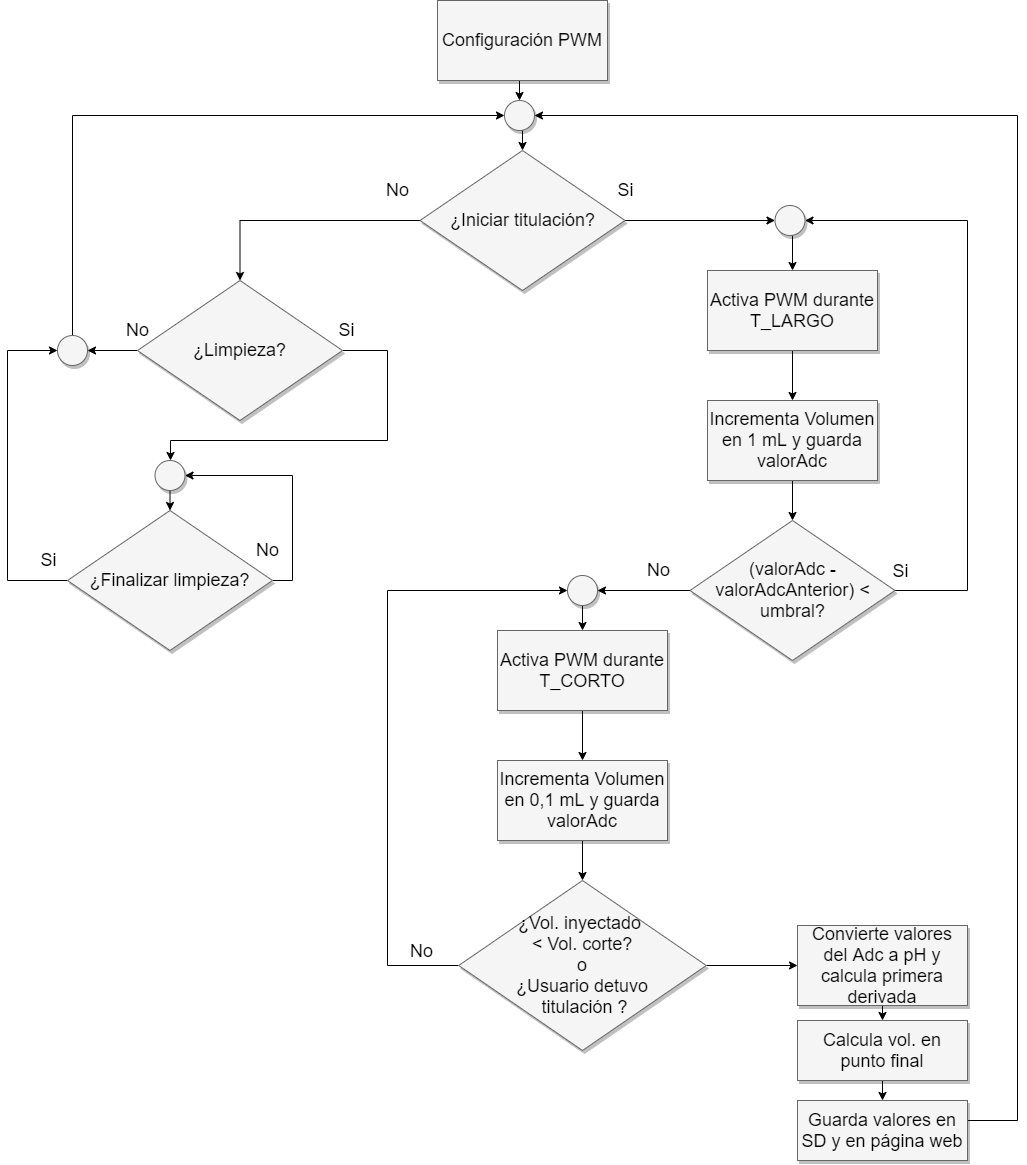 Configuración PWM
No
Si
¿Iniciar titulación?
Activa PWM durante
T_LARGO
No
Si
¿Limpieza?
Incrementa Volumen
en 1 mL y guarda
valorAdc
Si
No
¿Finalizar limpieza?
No
Si
(valorAdc -
valorAdcAnterior) <
umbral?
Activa PWM durante
T_CORTO
Incrementa Volumen
en 0,1 mL y guarda
valorAdc
No
¿Vol. inyectado
< Vol. corte?
o
¿Usuario detuvo
titulación ?
Convierte valores
del Adc a pH y
calcula primera
derivada
Calcula vol. en
punto final
Guarda valores en
SD y en página web